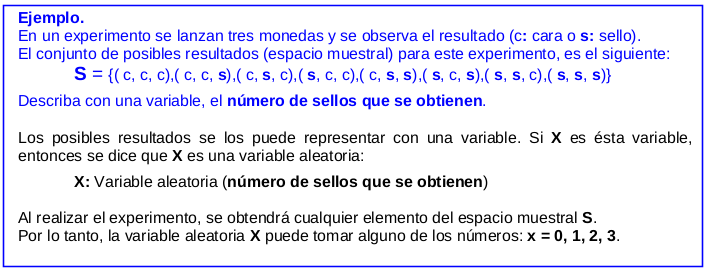 Ejemplo.
En un experimento se lanzan tres monedas y se observa el resultado (c: cara o s: sello).
El conjunto de posibles resultados (espacio muestral) para este experimento, es el siguiente:
S = {( c, c, c),( c, c, s),( c, s, c),( s, c, c),( c, s, s),( s, c, s),( s, s, c),( s, s, s)}
Describa con una variable, el número de sellos que se obtienen.
Los posibles resultados se los puede representar con una variable. Si X es ésta variable,
entonces se dice que X es una variable aleatoria:
X: Variable aleatoria (número de sellos que se obtienen)
Al realizar el experimento, se obtendrá cualquier elemento del espacio muestral S.
Por lo tanto, la variable aleatoria X puede tomar alguno de los números: x = 0, 1, 2, 3.